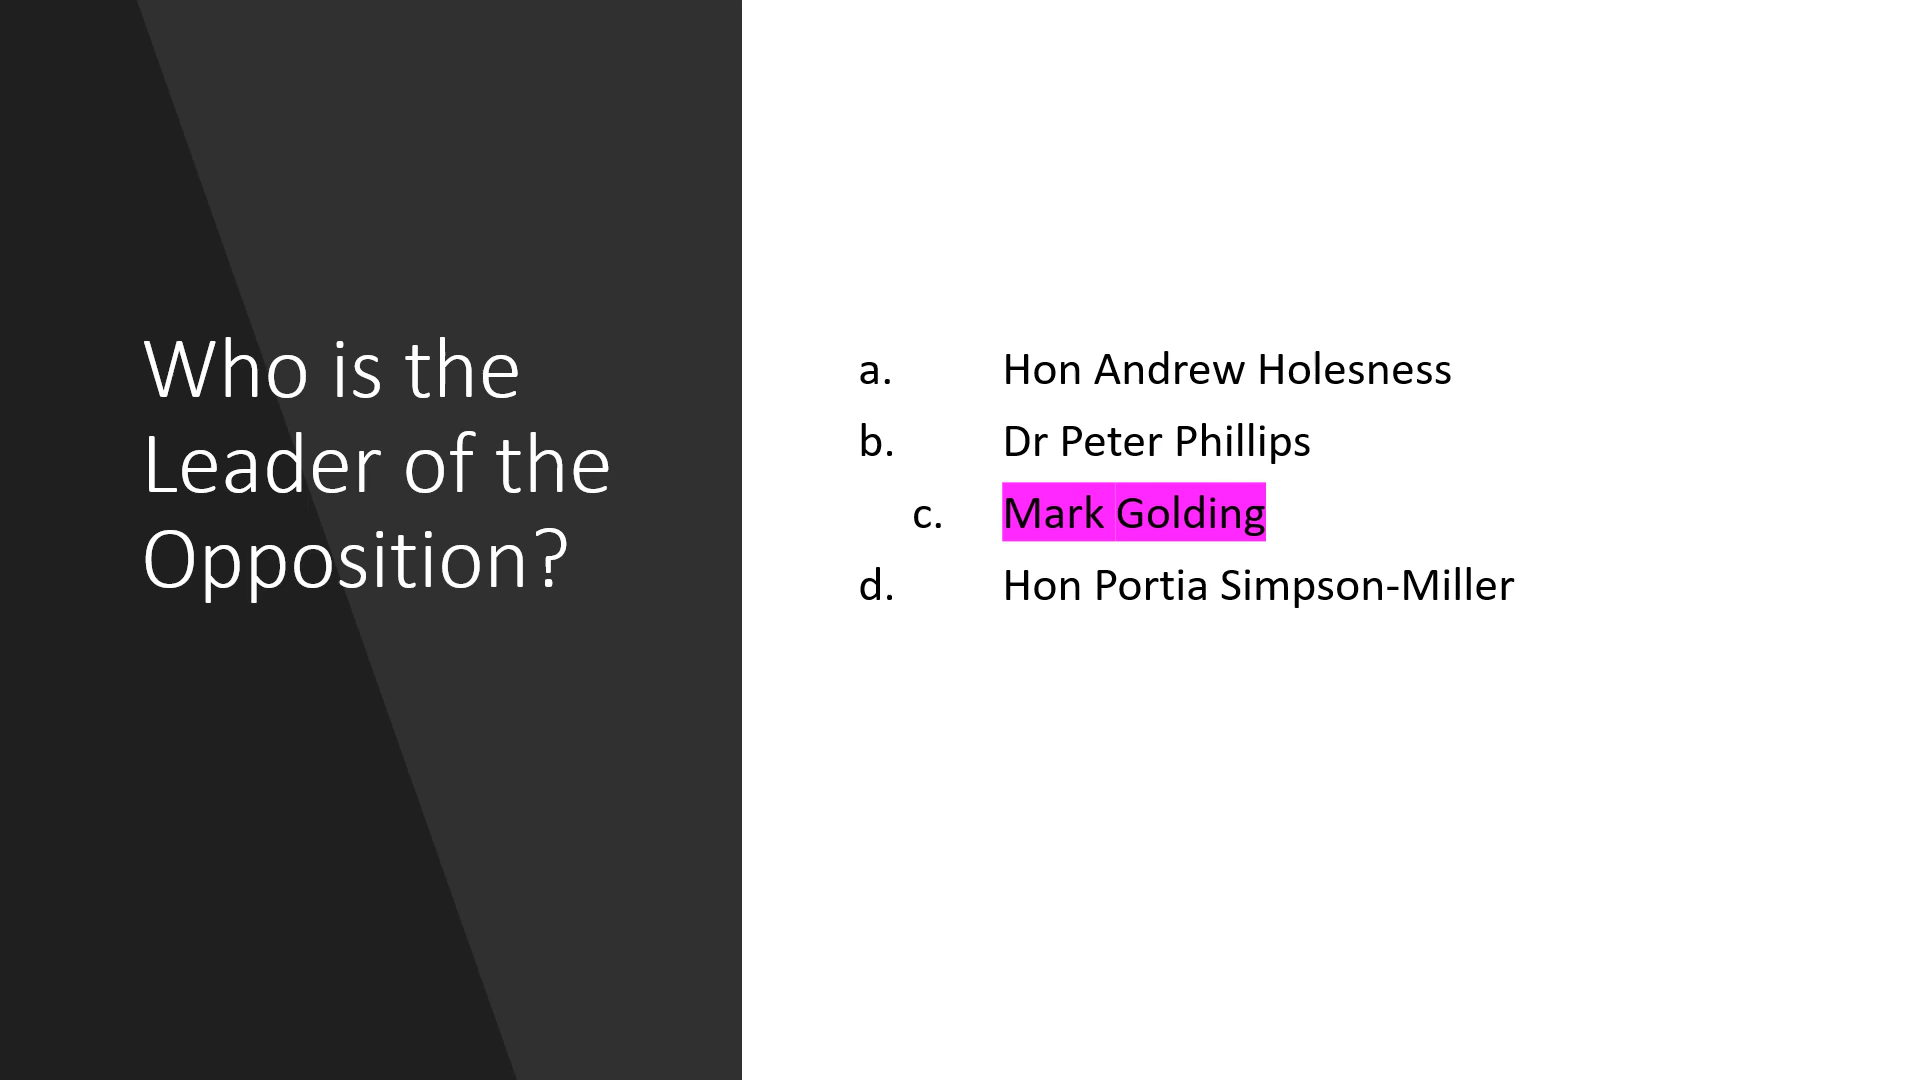 Who is the
Leader of the
Opposition?
a. Hon Andrew Holesness
b. Dr Peter Phillips
c. Mark Golding
d. Hon Portia Simpson-Miller